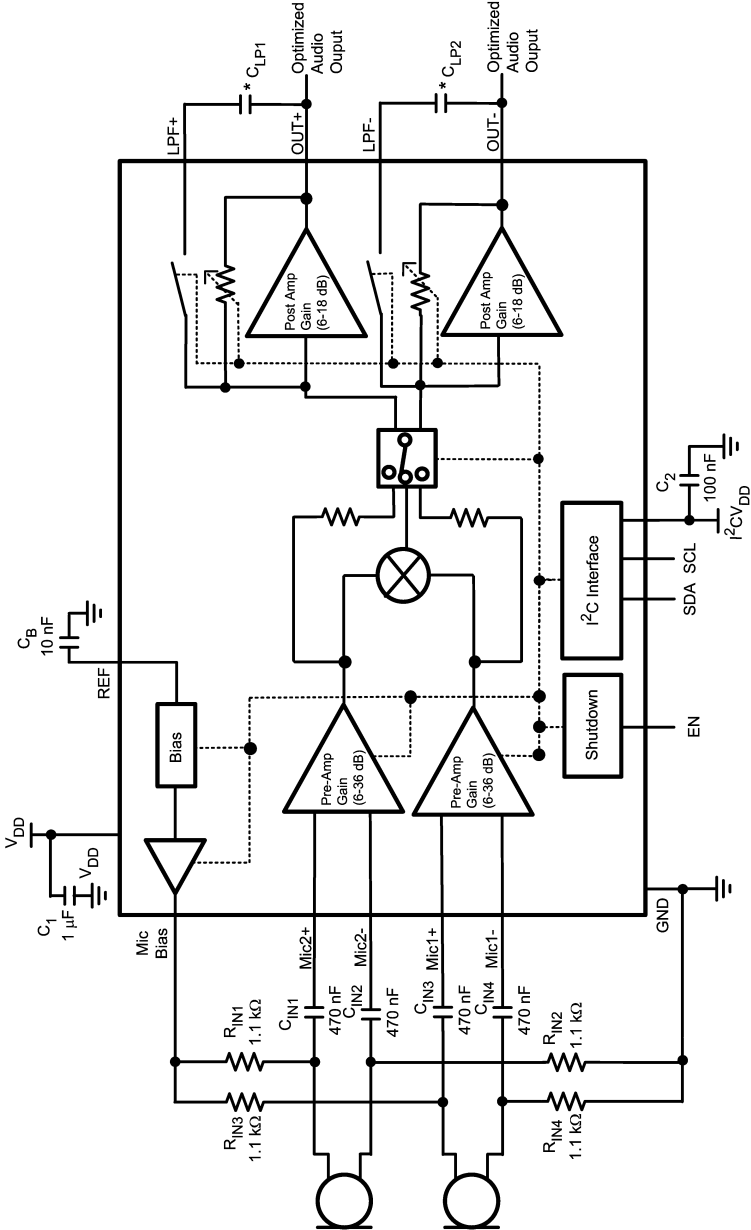 V_DD
C_1
1 µF
V_DD
REF
C_B
10 nF
Mic
Bias
Bias
R_IN1
1.1 kΩ
R_IN3
1.1 kΩ
C_IN1
470 nF
Mic2+
C_IN2
470 nF
Mic2-
C_IN3
470 nF
Mic1+
C_IN4
470 nF
Mic1-
R_IN2
1.1 kΩ
R_IN4
1.1 kΩ
GND
Pre-Amp
Gain
(6-36 dB)
Pre-Amp
Gain
(6-36 dB)
Shutdown
EN
I²C Interface
SDA
SCL
I²CV_DD
C_2
100 nF
Post Amp
Gain
(6-18 dB)
Post Amp
Gain
(6-18 dB)
LPF+
* C_LP1
OUT+
Optimized
Audio
Ouput
LPF-
* C_LP2
OUT-
Optimized
Audio
Ouput